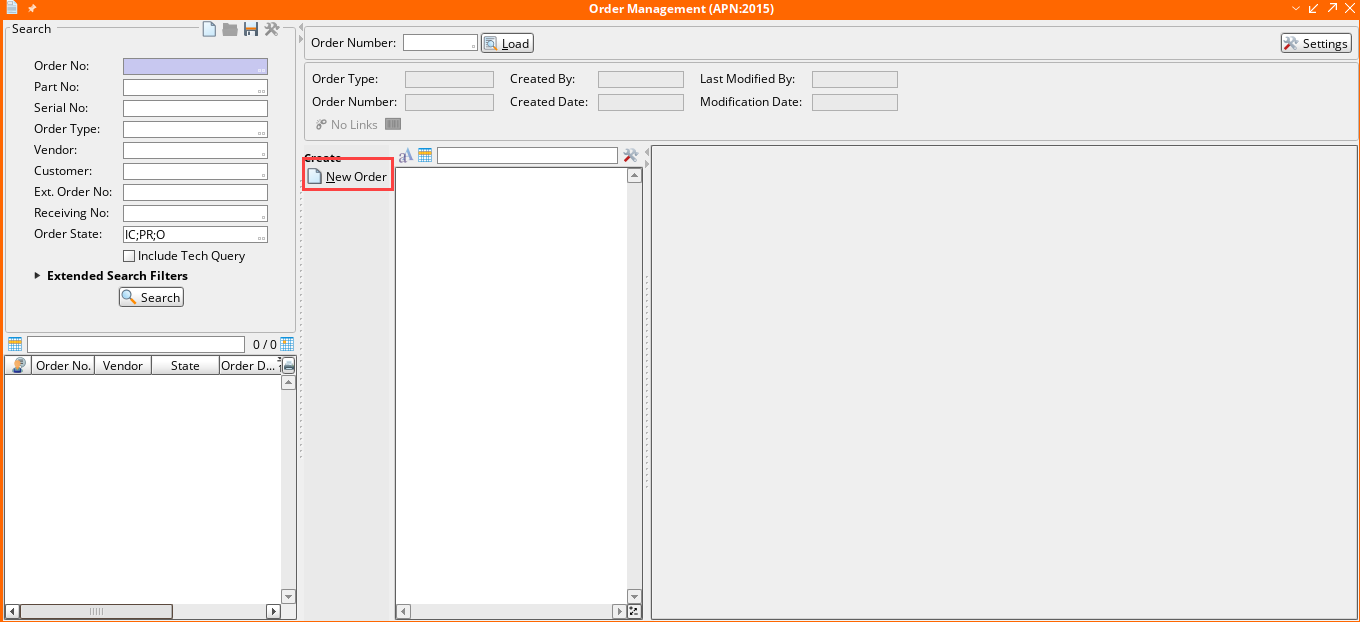 Order Management (APN:2015)
Search
Order No:
Part No:
Serial No:
Order Type:
Vendor:
Customer:
Ext. Order No:
Receiving No:
Order State: IC;PR;O
Include Tech Query
Extended Search Filters
Search
0 / 0
Order No. Vendor State Order D...
Order Number: Load Settings
Order Type: Created By: Last Modified By:
Order Number: Created Date: Modification Date:
No Links
Create
New Order